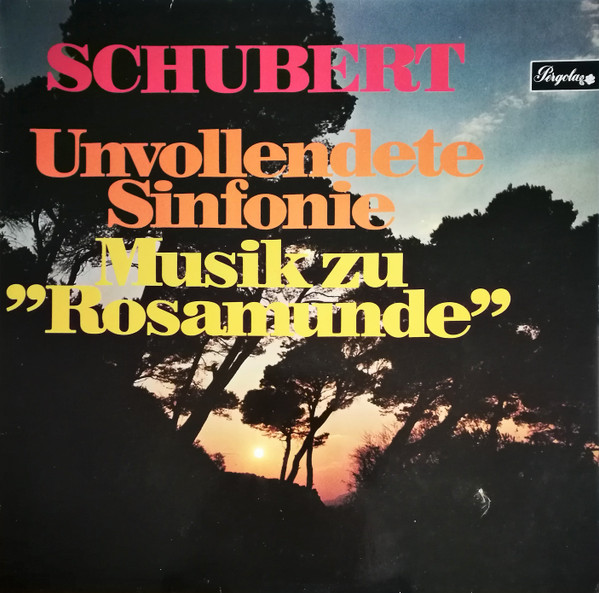 SCHUBERT
Pergola
Unvollendete
Sinfonie
Musik zu
”Rosamunde”